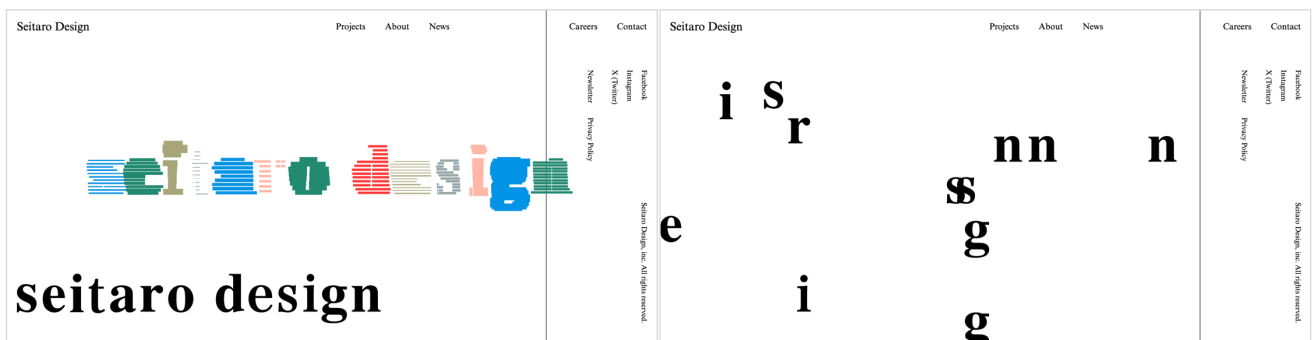 Seitaro Design
Projects About News
Careers Contact
Facebook
Instagram
X (Twitter)
Newsletter Privacy Policy
seitaro design
seitaro design
Seitaro Design, inc. All rights reserved.
Seitaro Design
Projects About News
Careers Contact
Facebook
Instagram
X (Twitter)
Newsletter Privacy Policy
i s
r
n n n
s s
e g
i
g
Seitaro Design, inc. All rights reserved.